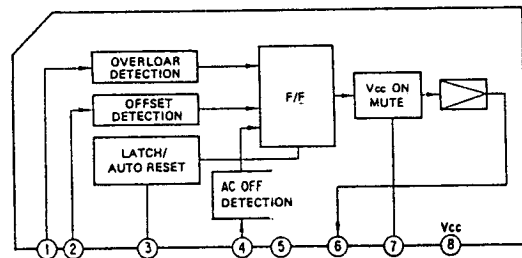 OVERLOAR
DETECTION
OFFSET
DETECTION
LATCH/
AUTO RESET
F/F
AC OFF
DETECTION
Vcc ON
MUTE
Vcc
1 2 3 4 5 6 7 8